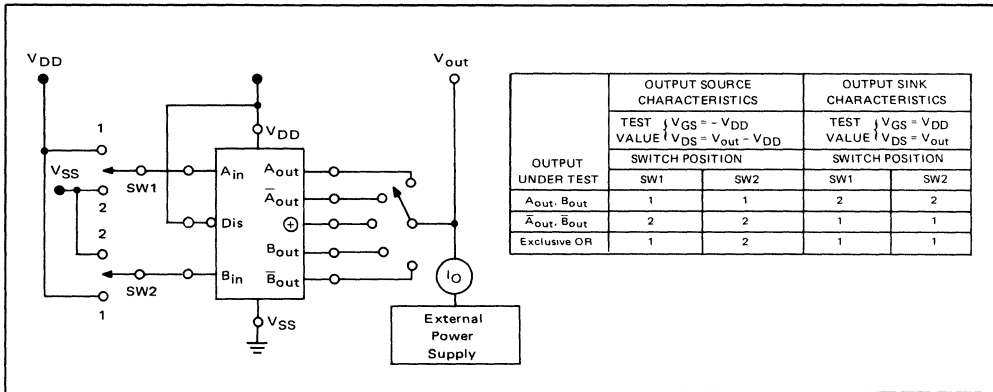 V_DD
V_out
1
V_SS
SW1
2
2
SW2
1
V_DD
A_in
Dis
B_in
A_out
A̅_out
⊕
B_out
B̅_out
V_SS
I_O
External
Power
Supply
OUTPUT SOURCE
CHARACTERISTICS
OUTPUT SINK
CHARACTERISTICS
TEST VALUE { V_GS = - V_DD
V_DS = V_out - V_DD
TEST VALUE { V_GS = V_DD
V_DS = V_out
OUTPUT
UNDER TEST
SWITCH POSITION SWITCH POSITION
SW1 SW2 SW1 SW2
A_out, B_out 1 1 2 2
A̅_out, B̅_out 2 2 1 1
Exclusive OR 1 2 1 1